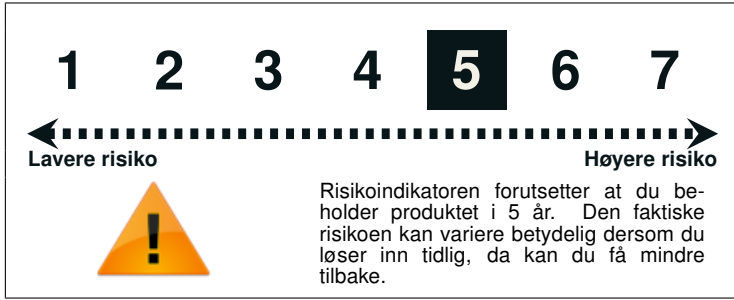 1 2 3 4 5 6 7
Lavere risiko Høyere risiko
Risikoindikatoren forutsetter at du be-
holder produktet i 5 år. Den faktiske
risikoen kan variere betydelig dersom du
løser inn tidlig, da kan du få mindre
tilbake.